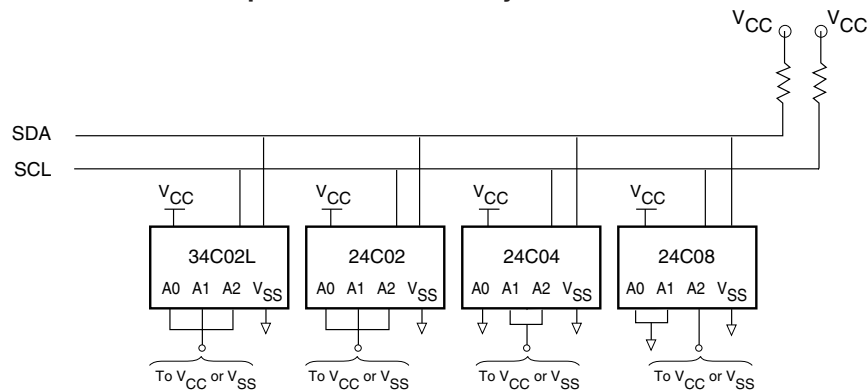 VCC VCC
SDA
SCL
VCC VCC VCC VCC
34C02L 24C02 24C04 24C08
A0 A1 A2 VSS A0 A1 A2 VSS A0 A1 A2 VSS A0 A1 A2 VSS
To VCC or VSS To VCC or VSS To VCC or VSS To VCC or VSS